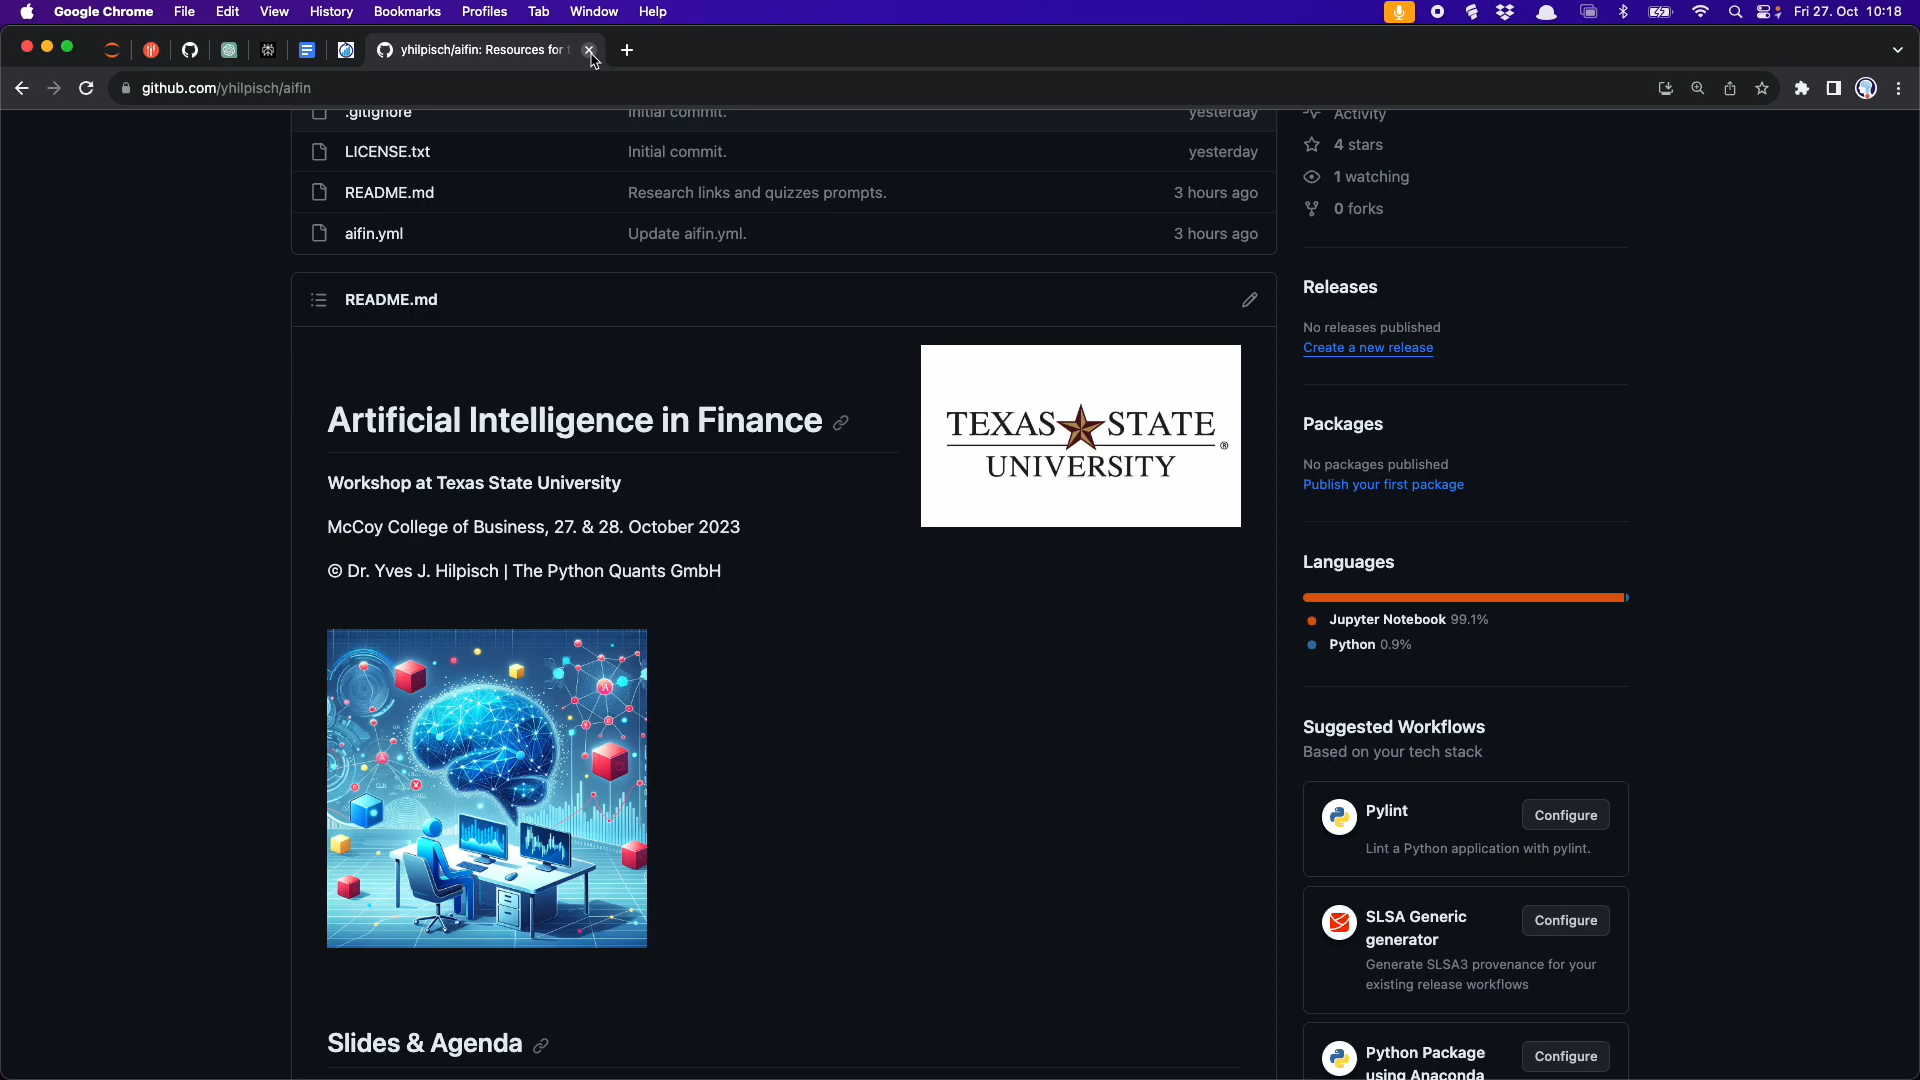 Google Chrome File Edit View History Bookmarks Profiles Tab Window Help Fri 27. Oct 10:18
yhilpisch/aifin: Resources for
github.com/yhilpisch/aifin
.gitignore Initial commit. yesterday
LICENSE.txt Initial commit. yesterday
README.md Research links and quizzes prompts. 3 hours ago
aifin.yml Update aifin.yml. 3 hours ago
README.md
Artificial Intelligence in Finance
Workshop at Texas State University
McCoy College of Business, 27. & 28. October 2023
© Dr. Yves J. Hilpisch | The Python Quants GmbH
TEXAS STATE
UNIVERSITY ®
Slides & Agenda
Activity
4 stars
1 watching
0 forks
Releases
No releases published
Create a new release
Packages
No packages published
Publish your first package
Languages
Jupyter Notebook 99.1%
Python 0.9%
Suggested Workflows
Based on your tech stack
Pylint Configure
Lint a Python application with pylint.
SLSA Generic
generator Configure
Generate SLSA3 provenance for your
existing release workflows
Python Package
using Anaconda Configure